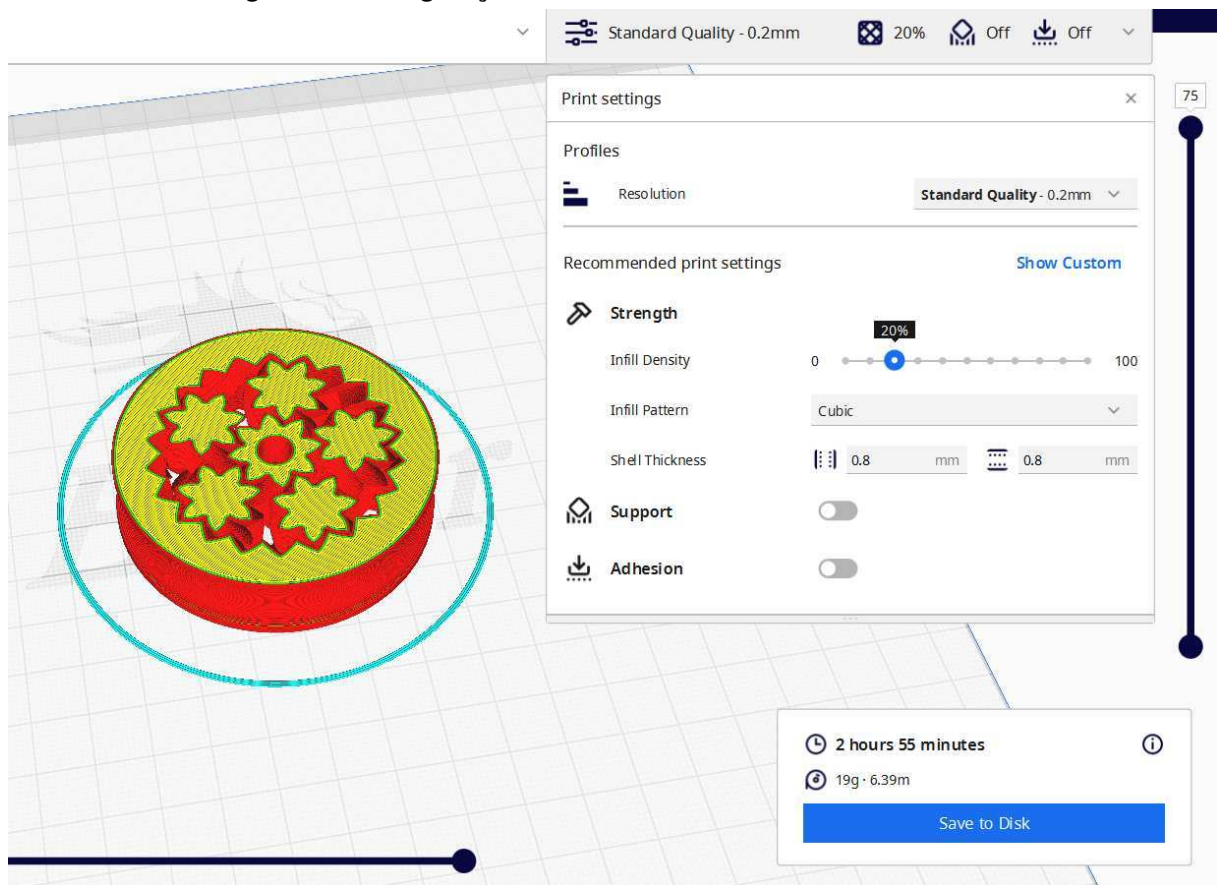 Standard Quality - 0.2mm 20% Off Off
Print settings
75
Profiles
Resolution Standard Quality - 0.2mm
Recommended print settings Show Custom
Strength
20%
Infill Density 0 100
Infill Pattern Cubic
Shell Thickness 0.8 mm 0.8 mm
Support
Adhesion
2 hours 55 minutes
19g · 6.39m
Save to Disk